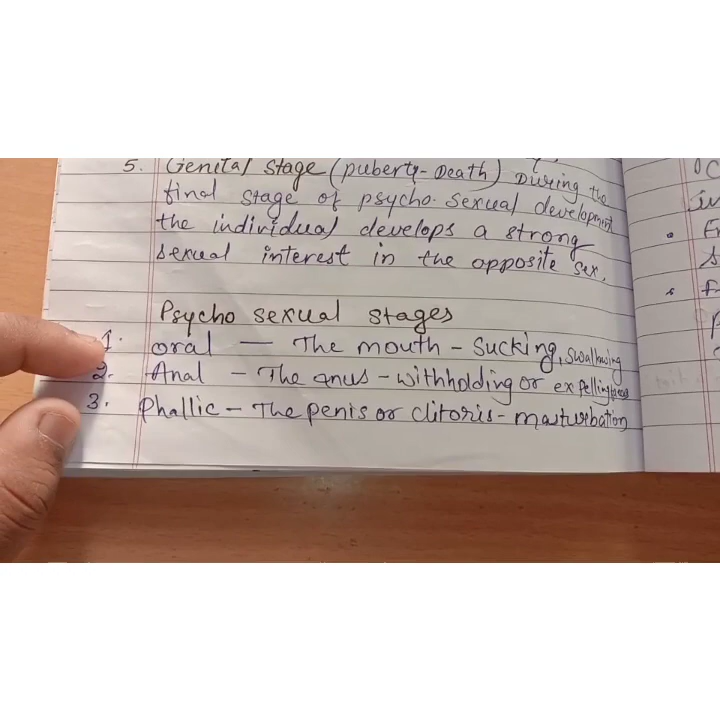 5. Genital stage (puberty-Death) During the
final stage of psycho-sexual development
the individual develops a strong
sexual interest in the opposite sex.
Psycho sexual stages
1. oral — The mouth - Sucking, swallowing
2. Anal - The anus - withholding or expelling
3. Phallic - The penis or clitoris - masturbation